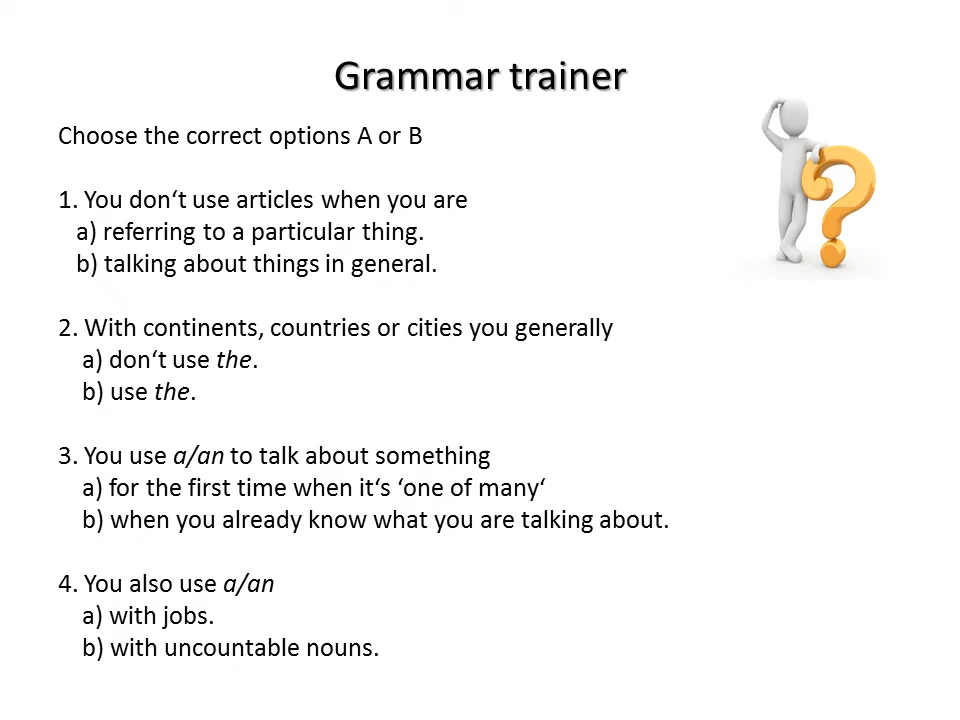 Grammar trainer
Choose the correct options A or B
1. You don‘t use articles when you are
a) referring to a particular thing.
b) talking about things in general.
2. With continents, countries or cities you generally
a) don‘t use the.
b) use the.
3. You use a/an to talk about something
a) for the first time when it‘s ‘one of many‘
b) when you already know what you are talking about.
4. You also use a/an
a) with jobs.
b) with uncountable nouns.